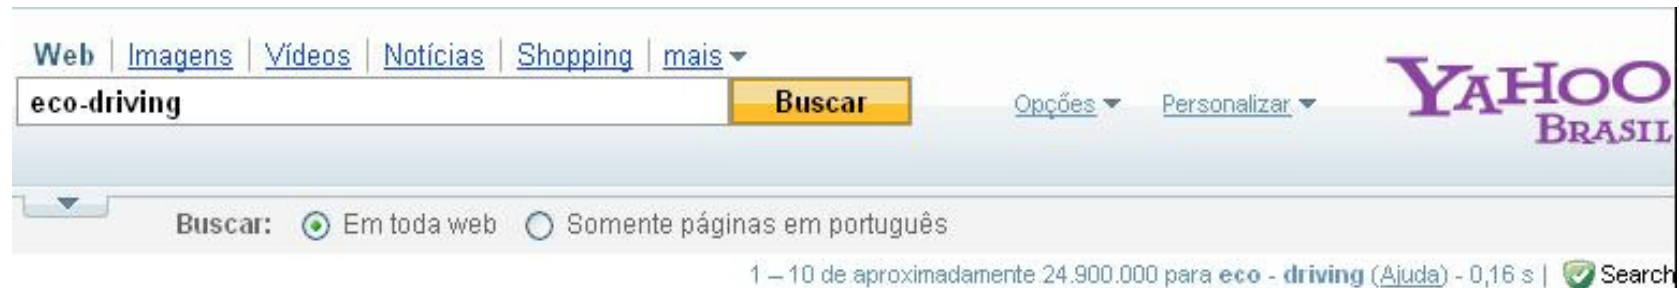 Web | Imagens | Vídeos | Notícias | Shopping | mais
eco-driving Buscar Opções Personalizar YAHOO BRASIL
Buscar: Em toda web Somente páginas em português
1 – 10 de aproximadamente 24.900.000 para eco - driving (Ajuda) - 0,16 s | Search